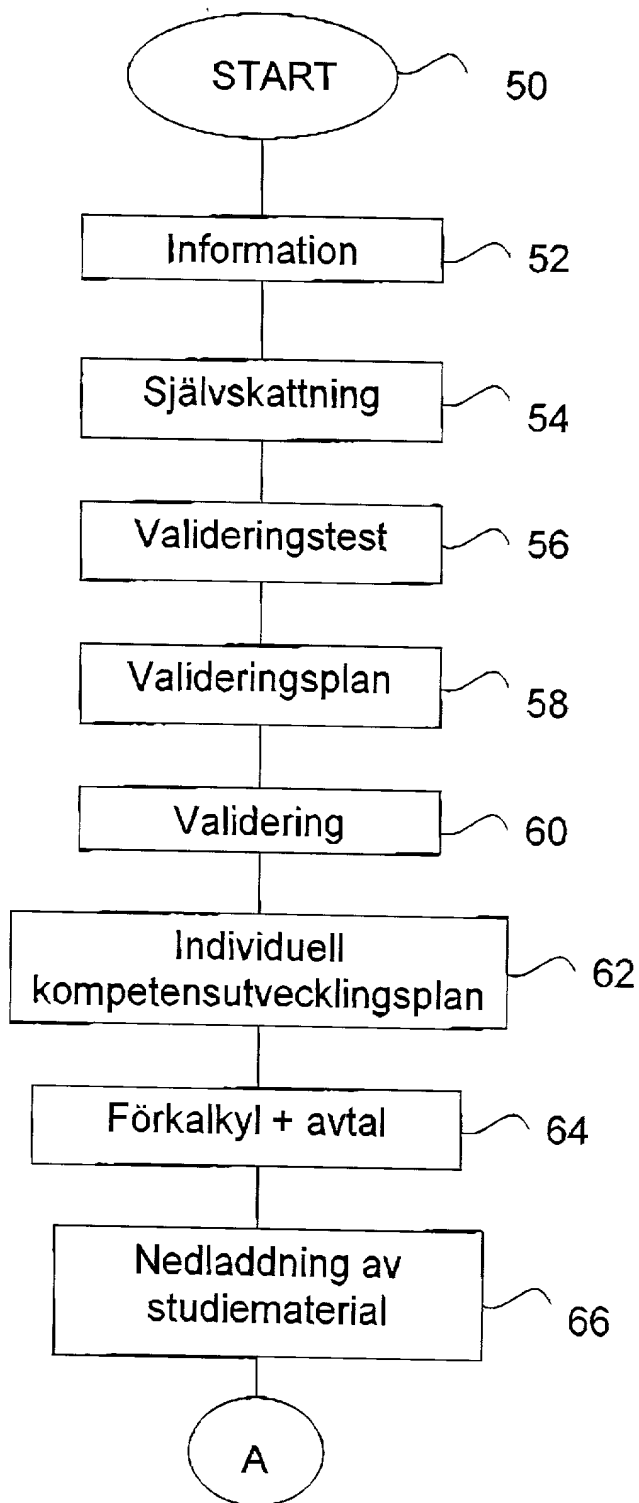 START
50
Information
52
Självskattning
54
Valideringstest
56
Valideringsplan
58
Validering
60
Individuell
kompetensutvecklingsplan
62
Förkalkyl + avtal
64
Nedladdning av
studiematerial
66
A